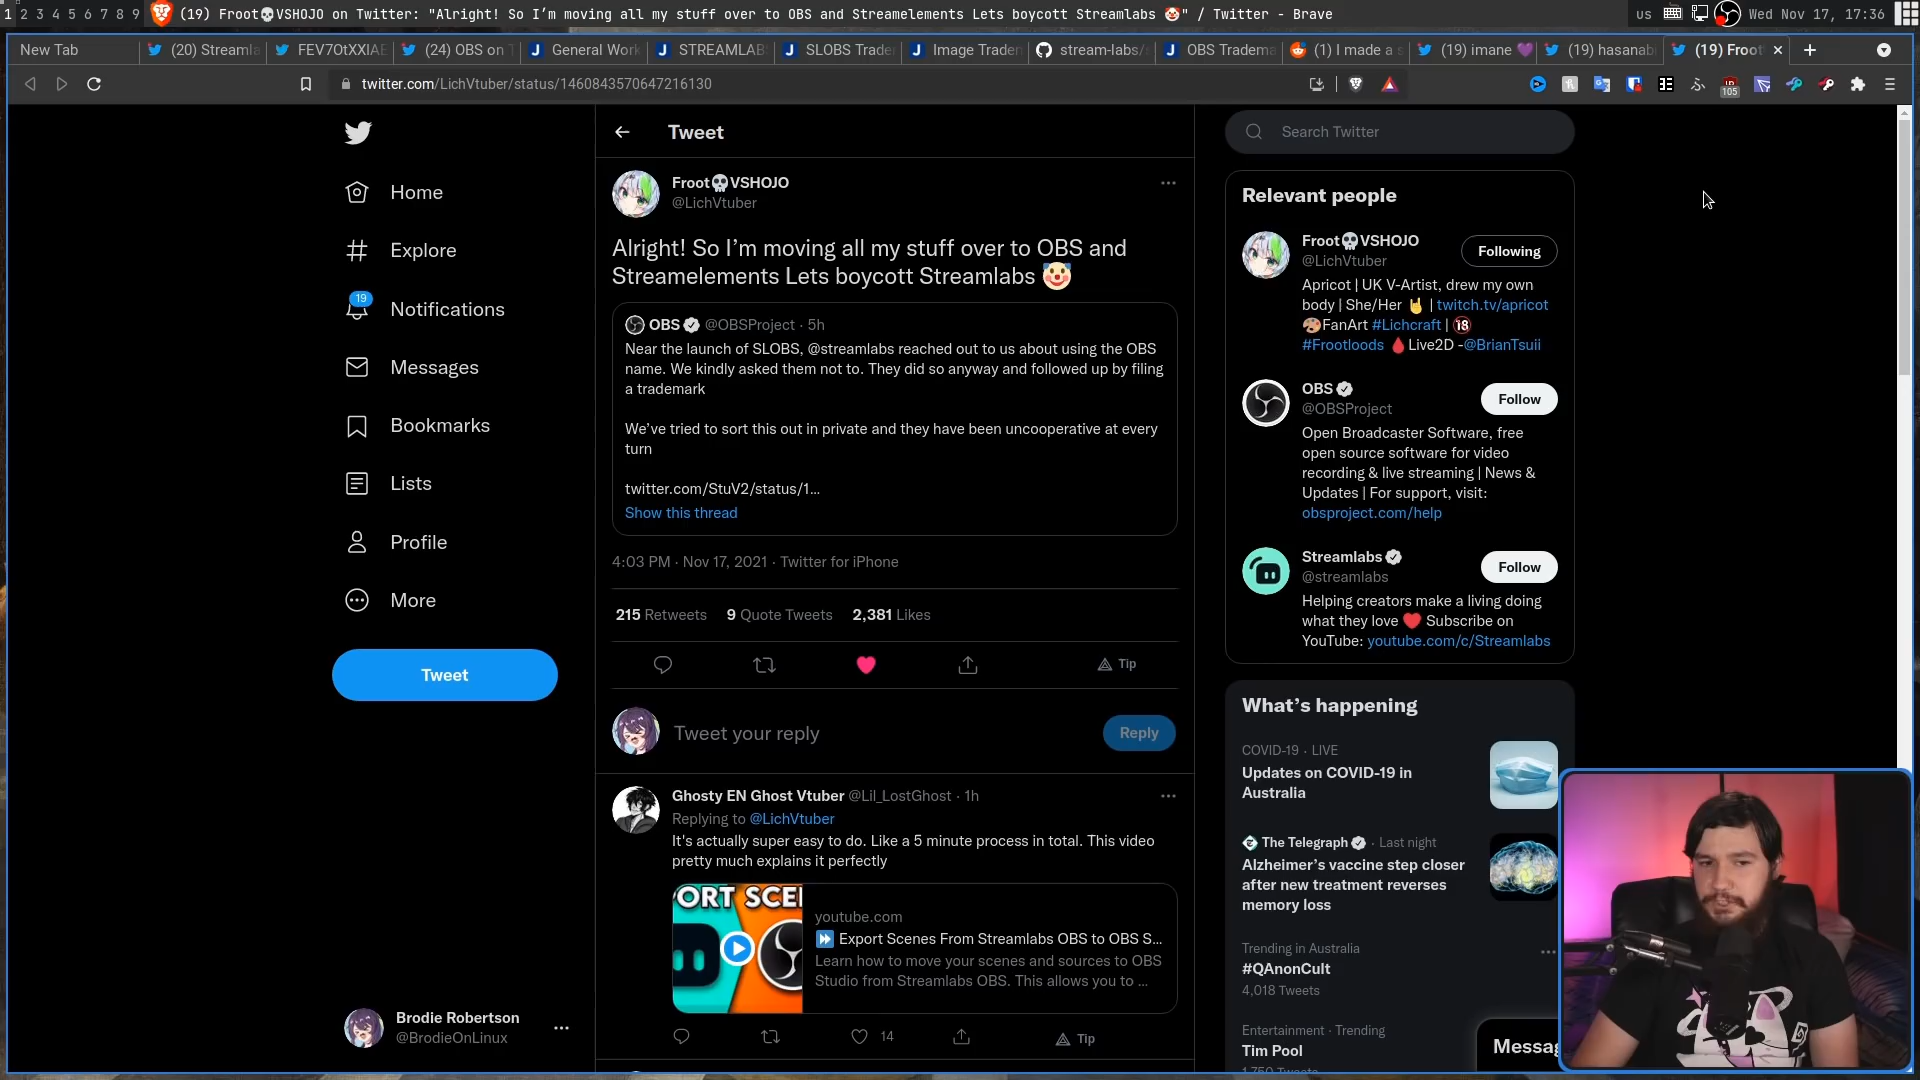 1 2 3 4 5 6 7 8 9 (19) Froot💀VSHOJO on Twitter: "Alright! So I’m moving all my stuff over to OBS and Streamelements Lets boycott Streamlabs 🤡" / Twitter - Brave
us Wed Nov 17, 17:36
New Tab (20) Streamla FEV7OtXXIAE (24) OBS on T General Work STREAMLAB SLOBS Trade Image Tradem stream-labs/ OBS Tradema (1) I made a s (19) imane 💜 (19) hasanabi (19) Froo
twitter.com/LichVtuber/status/1460843570647216130
105
Home
Explore
19
Notifications
Messages
Bookmarks
Lists
Profile
More
Tweet
Brodie Robertson
@BrodieOnLinux
Tweet
Froot💀VSHOJO
@LichVtuber
Alright! So I’m moving all my stuff over to OBS and
Streamelements Lets boycott Streamlabs 🤡
OBS @OBSProject · 5h
Near the launch of SLOBS, @streamlabs reached out to us about using the OBS
name. We kindly asked them not to. They did so anyway and followed up by filing
a trademark
We’ve tried to sort this out in private and they have been uncooperative at every
turn
twitter.com/StuV2/status/1…
Show this thread
4:03 PM · Nov 17, 2021 · Twitter for iPhone
215 Retweets 9 Quote Tweets 2,381 Likes
Tip
Tweet your reply
Reply
Ghosty EN Ghost Vtuber @Lil_LostGhost · 1h
Replying to @LichVtuber
It's actually super easy to do. Like a 5 minute process in total. This video
pretty much explains it perfectly
PORT SCEN
youtube.com
⏩ Export Scenes From Streamlabs OBS to OBS S...
Learn how to move your scenes and sources to OBS
Studio from Streamlabs OBS. This allows you to ...
14
Tip
Search Twitter
Relevant people
Froot💀VSHOJO
@LichVtuber
Following
Apricot | UK V-Artist, drew my own
body | She/Her 🤘 | twitch.tv/apricot
🎨FanArt #Lichcraft | 🔞
#Frootloods 🩸Live2D -@BrianTsuii
OBS
@OBSProject
Follow
Open Broadcaster Software, free
open source software for video
recording & live streaming | News &
Updates | For support, visit:
obsproject.com/help
Streamlabs
@streamlabs
Follow
Helping creators make a living doing
what they love ❤️ Subscribe on
YouTube: youtube.com/c/Streamlabs
What’s happening
COVID-19 · LIVE
Updates on COVID-19 in
Australia
The Telegraph · Last night
Alzheimer’s vaccine step closer
after new treatment reverses
memory loss
Trending in Australia
#QAnonCult
4,018 Tweets
Entertainment · Trending
Tim Pool
1,750 Tweets
Messag